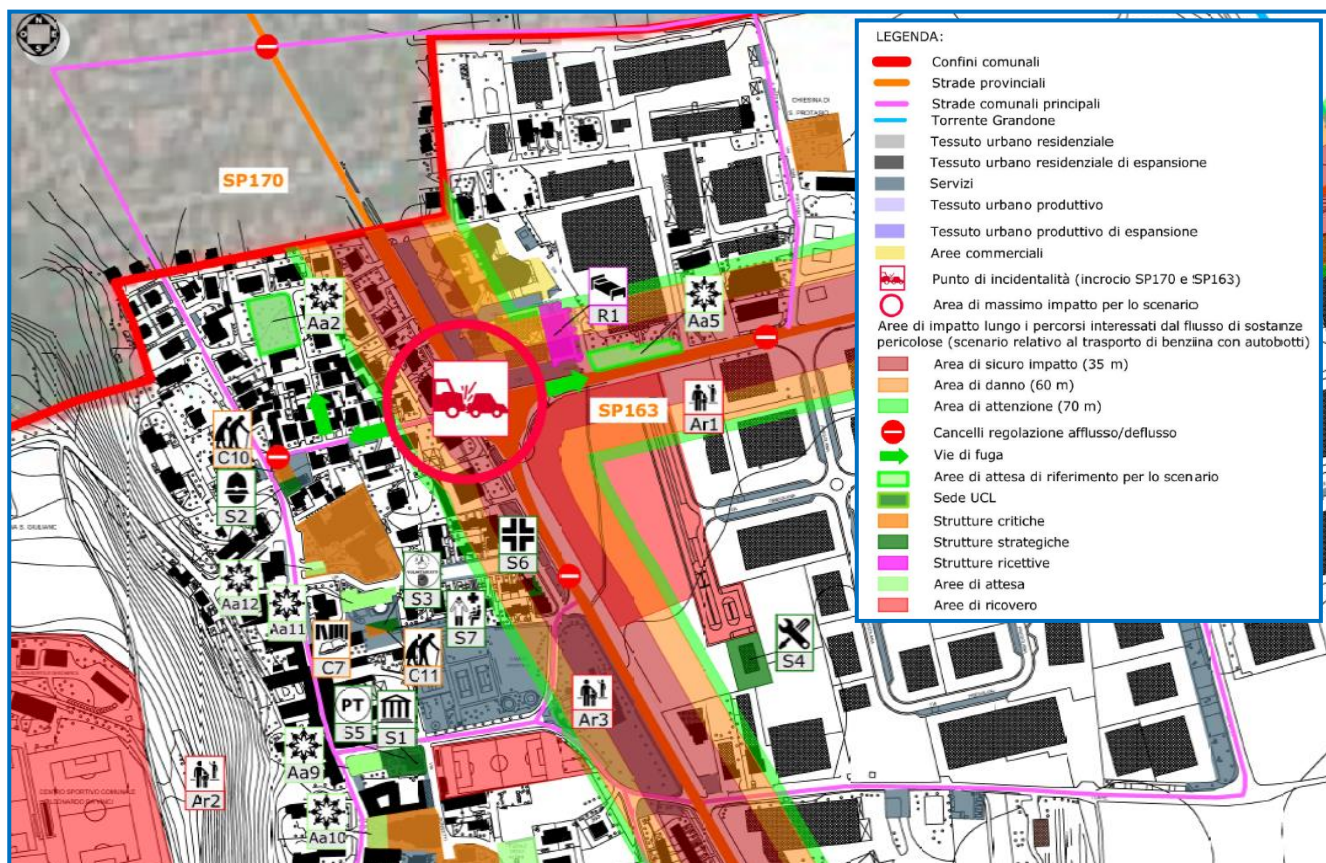 N
O
E
S
SP170
CHIESINA DI
S. PROTASIO
R1
Aa2
Aa5
SP163
Ar1
C10
S2
Aa12
Aa11
S3
S6
S7
C7
C11
S4
PT
S5
S1
Ar3
Aa9
Ar2
Aa10
CENTRO SPORTIVO COMUNALE
LEGENDA:
Confini comunali
Strade provinciali
Strade comunali principali
Torrente Grandone
Tessuto urbano residenziale
Tessuto urbano residenziale di espansione
Servizi
Tessuto urbano produttivo
Tessuto urbano produttivo di espansione
Aree commerciali
Punto di incidentalità (incrocio SP170 e SP163)
Area di massimo impatto per lo scenario
Aree di impatto lungo i percorsi interessati dal flusso di sostanze
pericolose (scenario relativo al trasporto di benzina con autobotti)
Area di sicuro impatto (35 m)
Area di danno (60 m)
Area di attenzione (70 m)
Cancelli regolazione afflusso/deflusso
Vie di fuga
Aree di attesa di riferimento per lo scenario
Sede UCL
Strutture critiche
Strutture strategiche
Strutture ricettive
Aree di attesa
Aree di ricovero